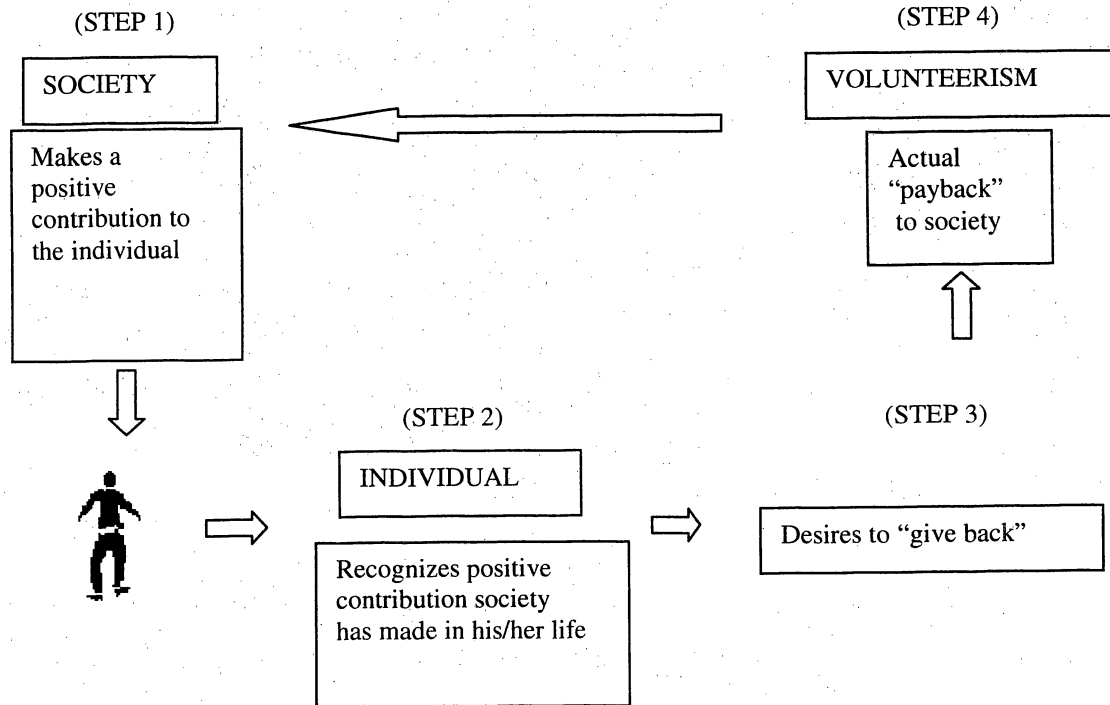 (STEP 1)
SOCIETY
Makes a
positive
contribution to
the individual
(STEP 2)
INDIVIDUAL
Recognizes positive
contribution society
has made in his/her life
(STEP 3)
Desires to “give back”
(STEP 4)
VOLUNTEERISM
Actual
“payback”
to society